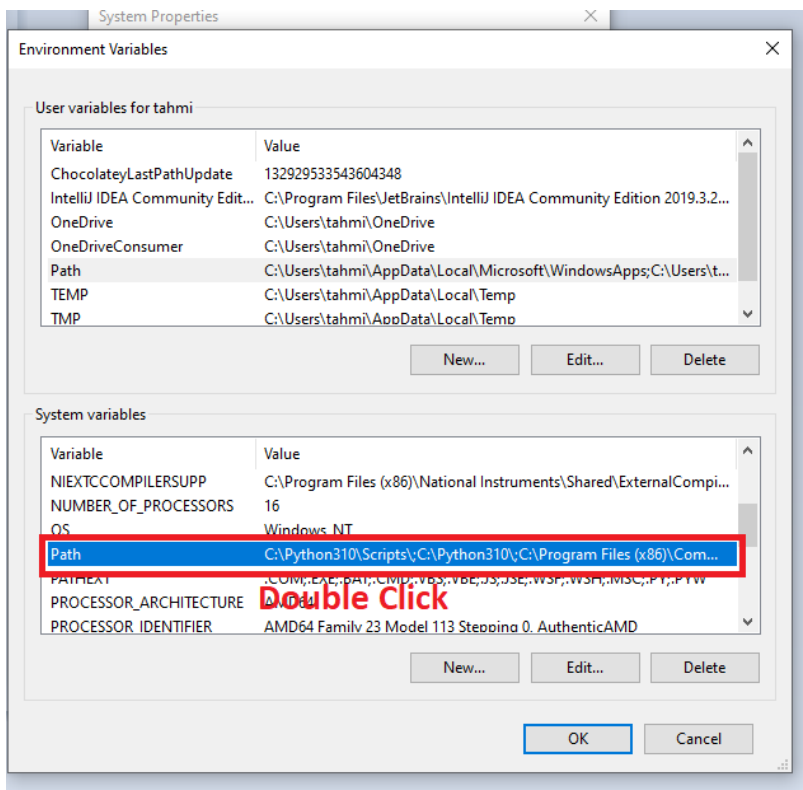 System Properties
Environment Variables
User variables for tahmi
Variable Value
ChocolateyLastPathUpdate 132929533543604348
IntelliJ IDEA Community Edit... C:\Program Files\JetBrains\IntelliJ IDEA Community Edition 2019.3.2...
OneDrive C:\Users\tahmi\OneDrive
OneDriveConsumer C:\Users\tahmi\OneDrive
Path C:\Users\tahmi\AppData\Local\Microsoft\WindowsApps;C:\Users\t...
TEMP C:\Users\tahmi\AppData\Local\Temp
TMP C:\Users\tahmi\AppData\Local\Temp
New... Edit... Delete
System variables
Variable Value
NIEXTCCOMPILERSUPP C:\Program Files (x86)\National Instruments\Shared\ExternalCompi...
NUMBER_OF_PROCESSORS 16
OS Windows_NT
Path C:\Python310\Scripts\;C:\Python310\;C:\Program Files (x86)\Com...
PATHEXT .COM;.EXE;.BAT;.CMD;.VBS;.VBE;.JS;.JSE;.WSF;.WSH;.MSC;.PY;.PYW
PROCESSOR_ARCHITECTURE AMD64
Double Click
PROCESSOR_IDENTIFIER AMD64 Family 23 Model 113 Stepping 0, AuthenticAMD
New... Edit... Delete
OK Cancel